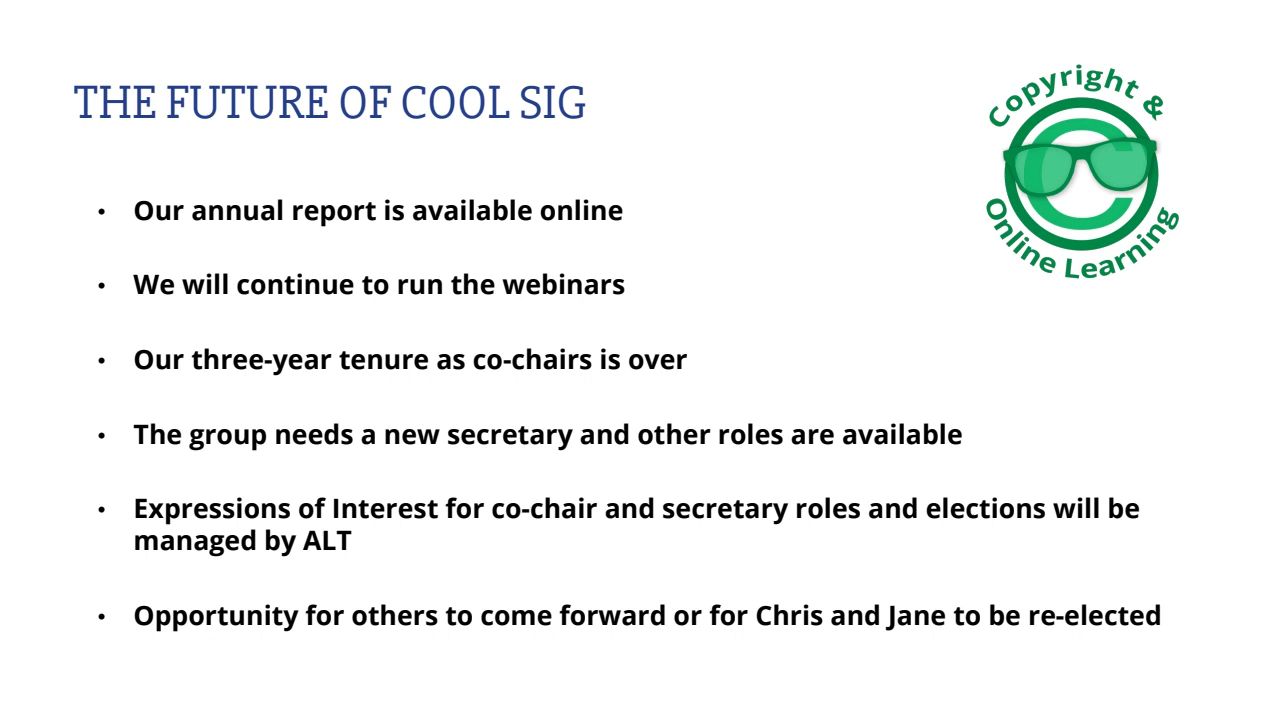 THE FUTURE OF COOL SIG
Copyright &
Online Learning
• Our annual report is available online
• We will continue to run the webinars
• Our three-year tenure as co-chairs is over
• The group needs a new secretary and other roles are available
• Expressions of Interest for co-chair and secretary roles and elections will be
managed by ALT
• Opportunity for others to come forward or for Chris and Jane to be re-elected